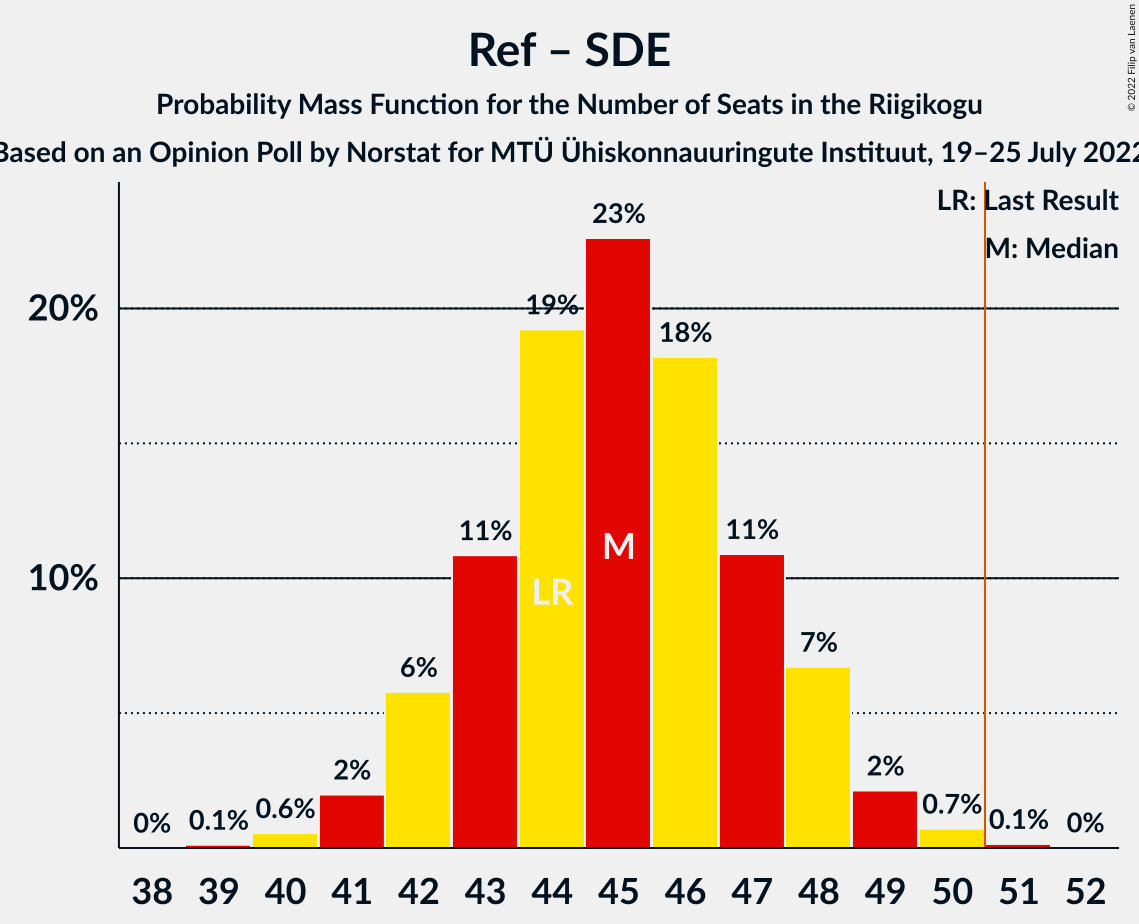 Ref – SDE
Probability Mass Function for the Number of Seats in the Riigikogu
Based on an Opinion Poll by Norstat for MTÜ Ühiskonnauuringute Instituut, 19–25 July 2022
© 2022 Filip van Laenen
LR: Last Result
M: Median
20%
10%
0%
0.1%
0.6%
2%
6%
11%
19%
23%
18%
11%
7%
2%
0.7%
0.1%
0%
LR
M
38 39 40 41 42 43 44 45 46 47 48 49 50 51 52